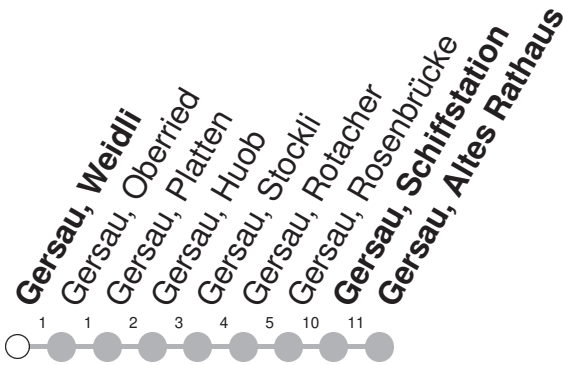 Gersau, Weidli
Gersau, Oberried
Gersau, Platten
Gersau, Huob
Gersau, Stockli
Gersau, Rotacher
Gersau, Rosenbrücke
Gersau, Schiffstation
Gersau, Altes Rathaus
1 1 2 3 4 5 10 11